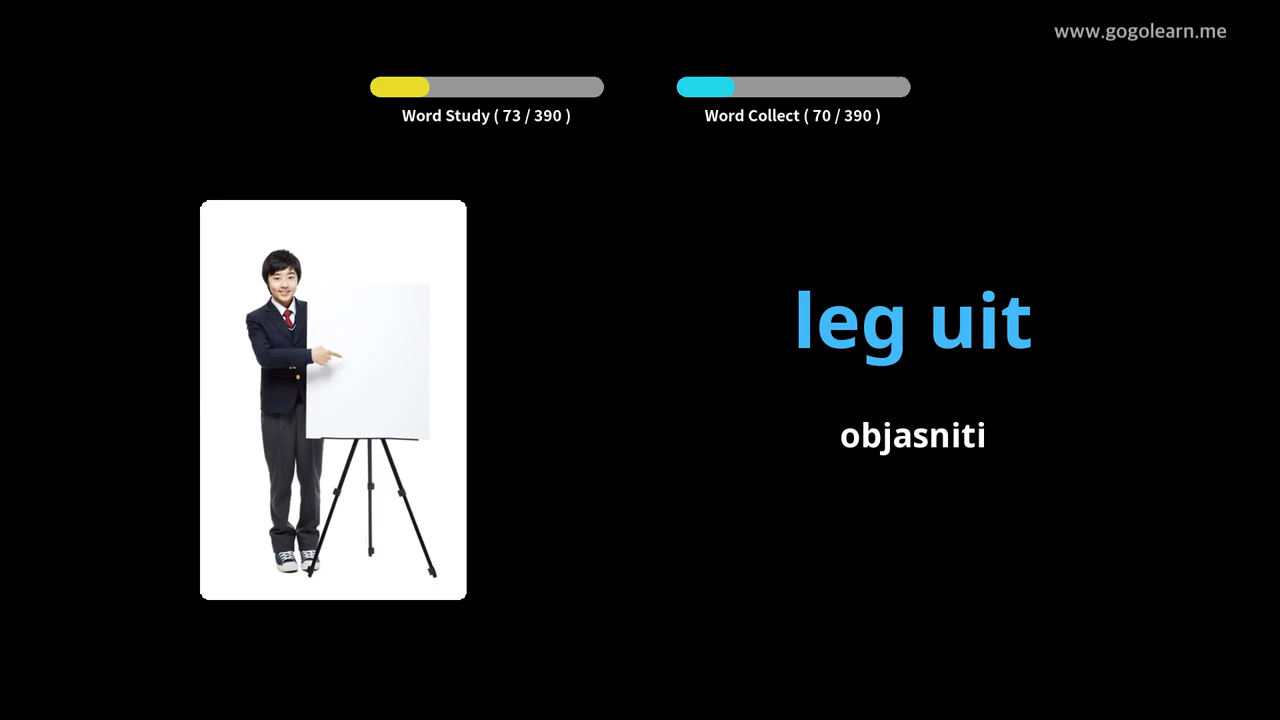 www.gogolearn.me
Word Study ( 73 / 390 )
Word Collect ( 70 / 390 )
leg uit
objasniti